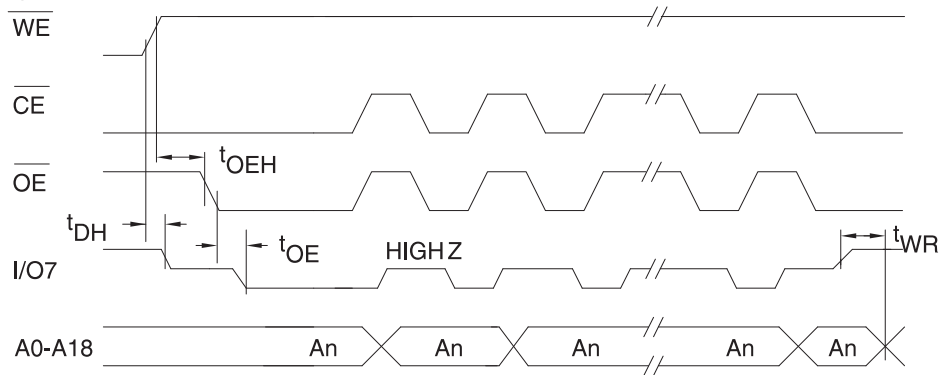 WE
CE
tOEH
OE
tDH
tOE
HIGH Z
tWR
I/O7
A0-A18
An
An
An
An
An